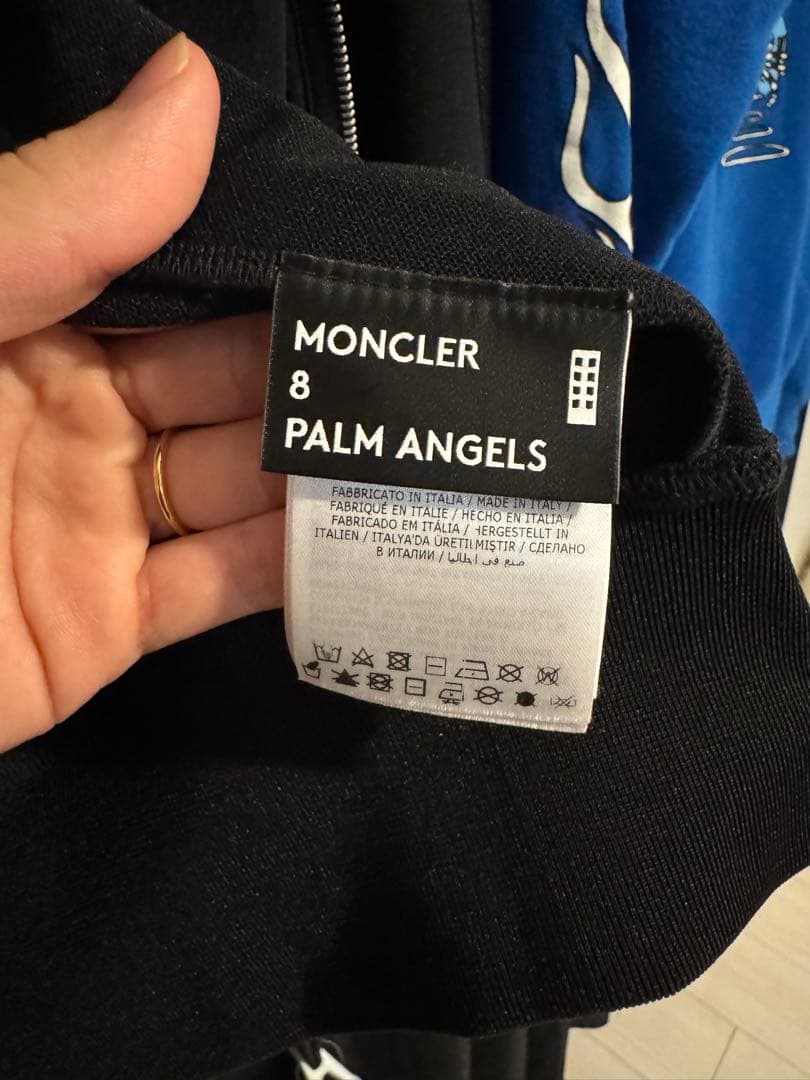 MONCLER
8
PALM ANGELS
FABBRICATO IN ITALIA / MADE IN ITALY /
FABRIQUÉ EN ITALIE / HECHO EN ITALIA /
FABRICADO EM ITÁLIA / HERGESTELLT IN
ITALIEN / ITALYA'DA ÜRETILMIŞTIR / СДЕЛАНО
В ИТАЛИИ / صنع في ايطاليا